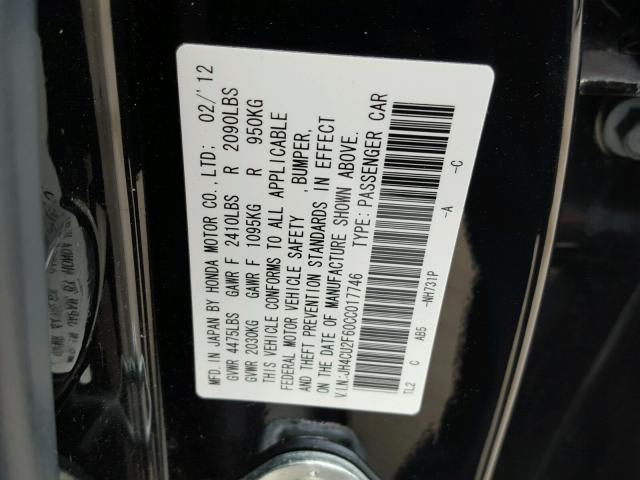 MFD. IN JAPAN BY HONDA MOTOR CO., LTD; 02/'12
GVWR 4475LBS GAWR F 2410LBS R 2090LBS
GVWR 2030KG GAWR F 1095KG R 950KG
THIS VEHICLE CONFORMS TO ALL APPLICABLE
FEDERAL MOTOR VEHICLE SAFETY ,BUMPER,
AND THEFT PREVENTION STANDARDS IN EFFECT
ON THE DATE OF MANUFACTURE SHOWN ABOVE.
V.I.N:JH4CU2F60CC017746 TYPE:PASSENGER CAR
TL2 C AB5 -NH731P -A -C